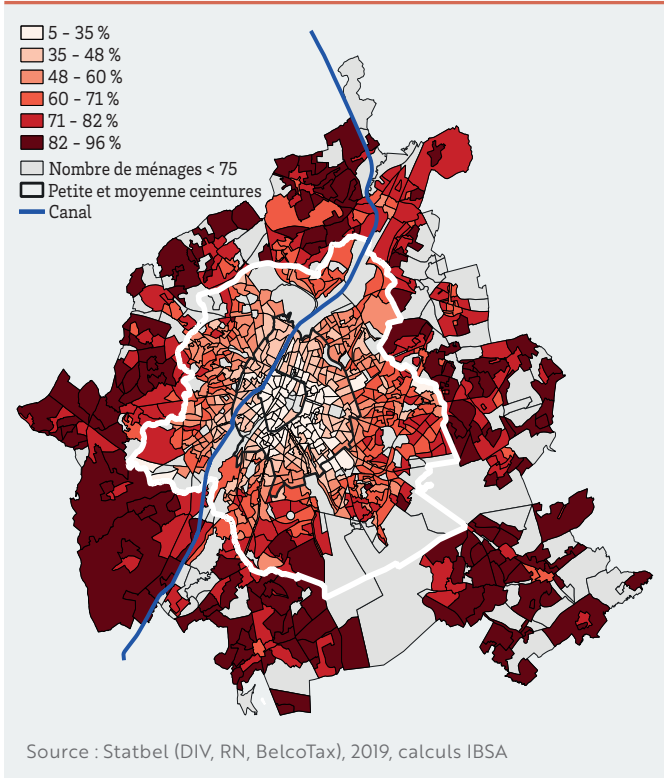 5 - 35 %
35 - 48 %
48 - 60 %
60 - 71 %
71 - 82 %
82 - 96 %
Nombre de ménages < 75
Petite et moyenne ceintures
Canal
Source : Statbel (DIV, RN, BelcoTax), 2019, calculs IBSA